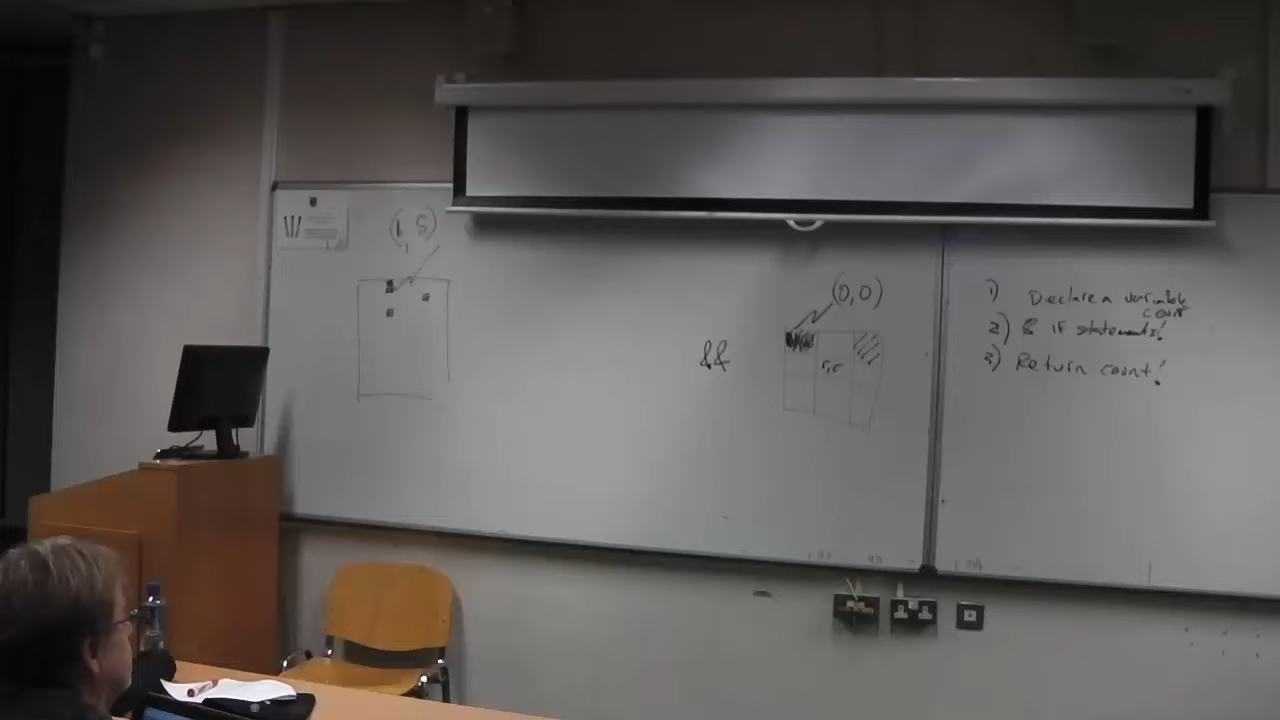 (1, 5)
(0,0)
&&
r,c
1) Declare a variable
count
2) 8 if statements!
3) Return count!